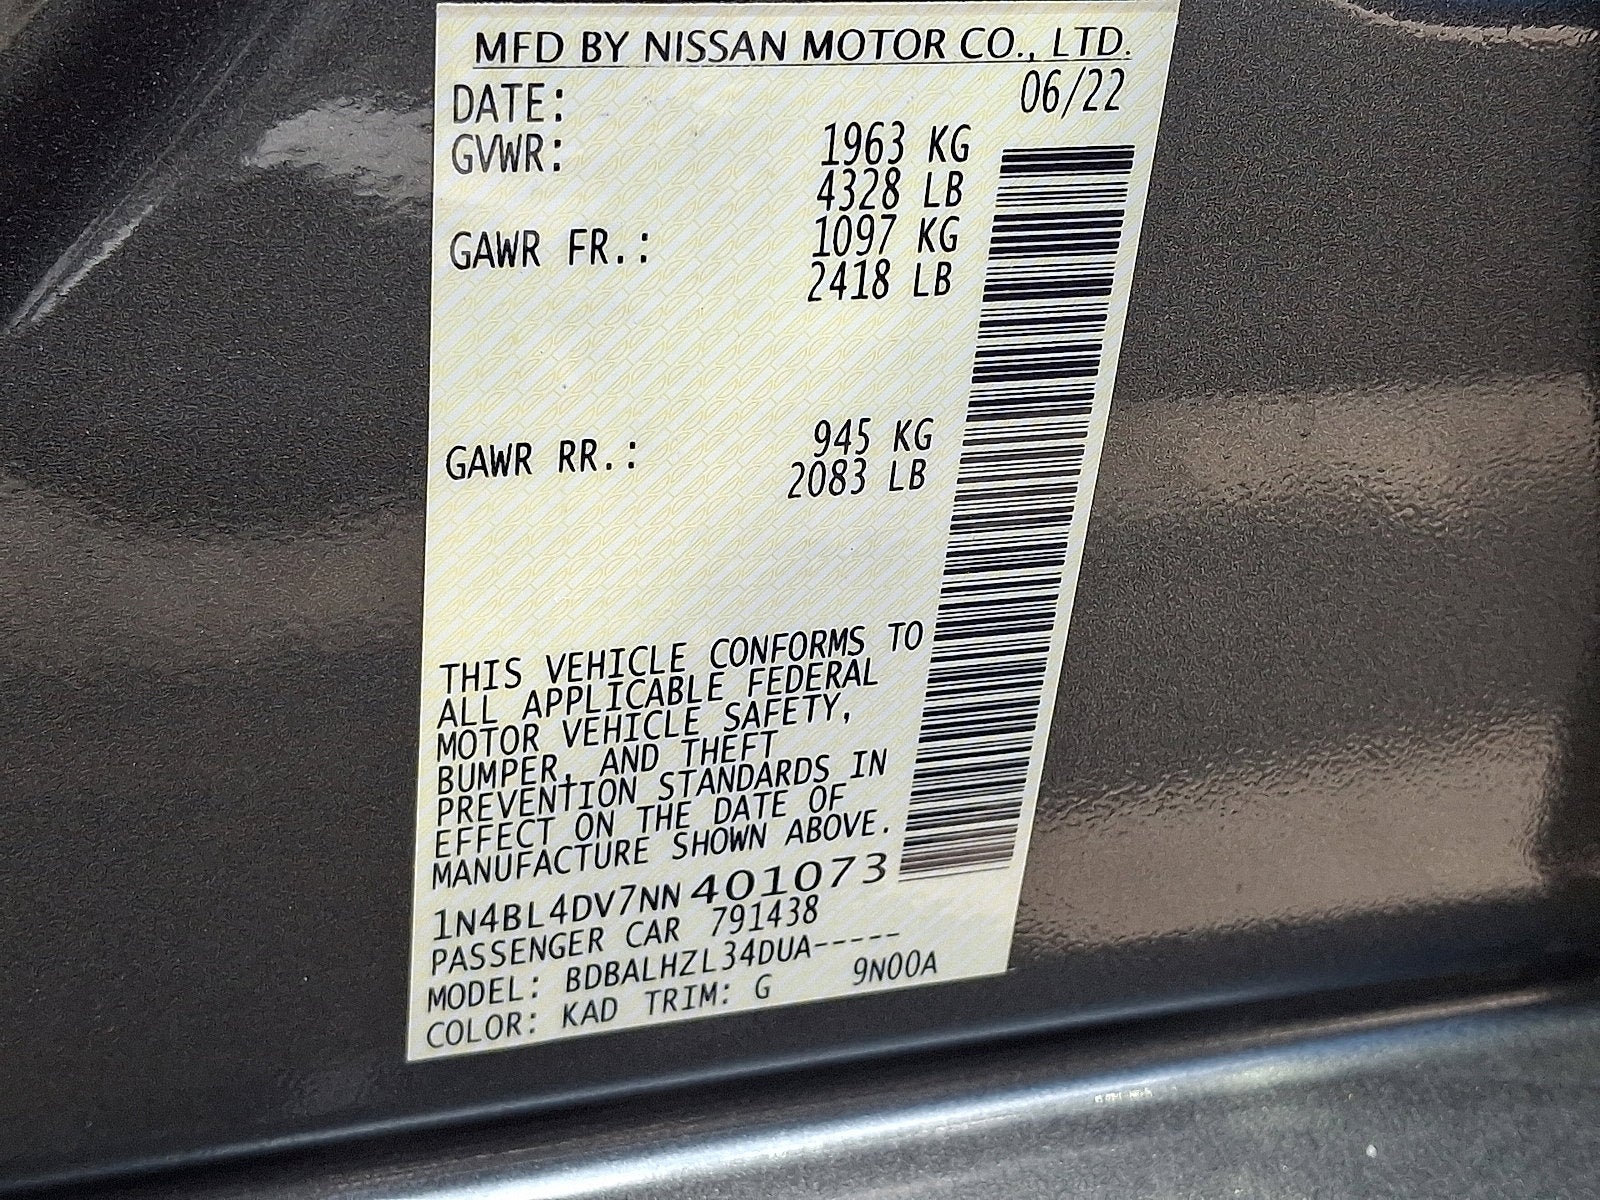 MFD BY NISSAN MOTOR CO., LTD.
DATE: 06/22
GVWR: 1963 KG
4328 LB
GAWR FR.: 1097 KG
2418 LB
GAWR RR.: 945 KG
2083 LB
THIS VEHICLE CONFORMS TO
ALL APPLICABLE FEDERAL
MOTOR VEHICLE SAFETY,
BUMPER, AND THEFT
PREVENTION STANDARDS IN
EFFECT ON THE DATE OF
MANUFACTURE SHOWN ABOVE.
1N4BL4DV7NN401073
PASSENGER CAR 791438
MODEL: BDBALHZL34DUA-----
COLOR: KAD TRIM: G 9N00A